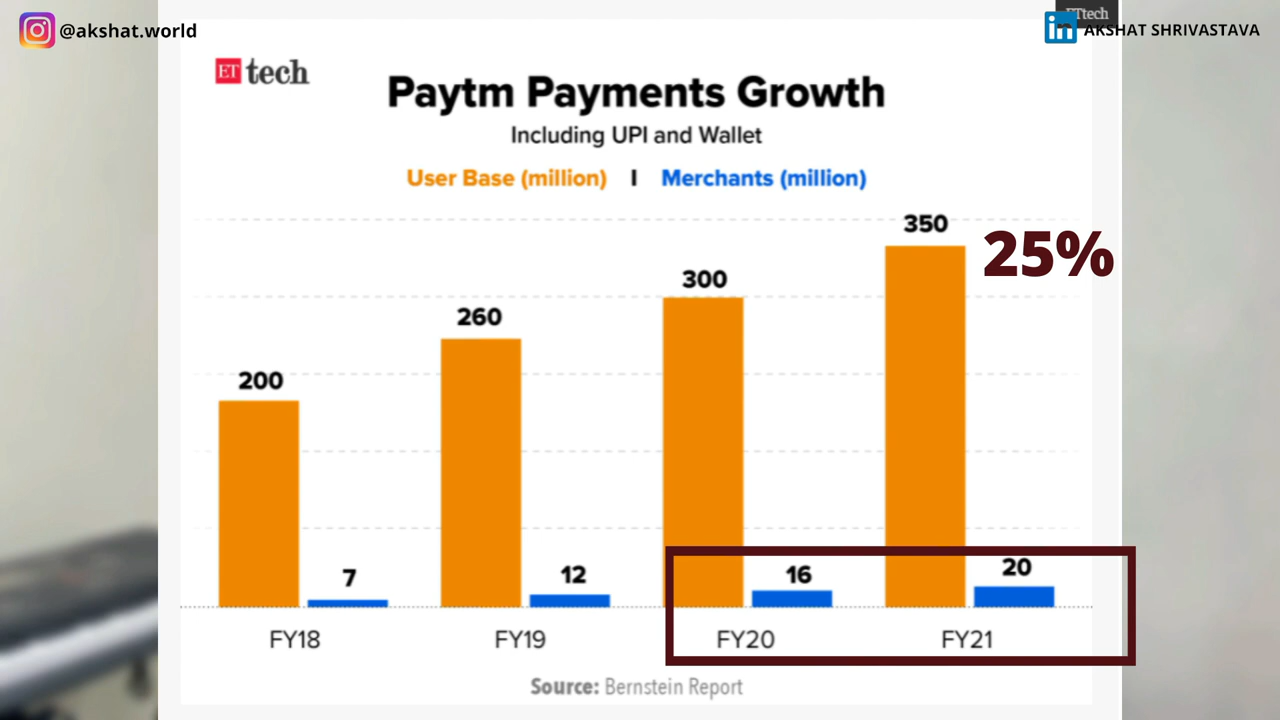 @akshat.world
ETtech
AKSHAT SHRIVASTAVA
ET tech
Paytm Payments Growth
Including UPI and Wallet
User Base (million) | Merchants (million)
350
25%
300
260
200
7
12
16
20
FY18
FY19
FY20
FY21
Source: Bernstein Report